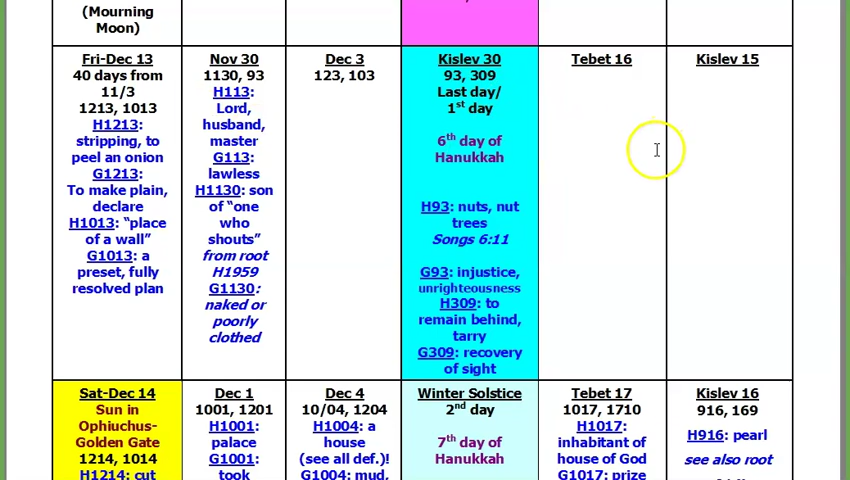 (Mourning
Moon)
Fri-Dec 13
40 days from
11/3
1213, 1013
H1213:
stripping, to
peel an onion
G1213:
To make plain,
declare
H1013: “place
of a wall”
G1013: a
preset, fully
resolved plan
Nov 30
1130, 93
H113:
Lord,
husband,
master
G113:
lawless
H1130: son
of “one
who
shouts”
from root
H1959
G1130:
naked or
poorly
clothed
Dec 3
123, 103
Kislev 30
93, 309
Last day/
1st day
6th day of
Hanukkah
H93: nuts, nut
trees
Songs 6:11
G93: injustice,
unrighteousness
H309: to
remain behind,
tarry
G309: recovery
of sight
Tebet 16
Kislev 15
Sat-Dec 14
Sun in
Ophiuchus-
Golden Gate
1214, 1014
H1214: cut
Dec 1
1001, 1201
H1001:
palace
G1001:
took
Dec 4
10/04, 1204
H1004: a
house
(see all def.)!
G1004: mud,
Winter Solstice
2nd day
7th day of
Hanukkah
Tebet 17
1017, 1710
H1017:
inhabitant of
house of God
G1017: prize
Kislev 16
916, 169
H916: pearl
see also root